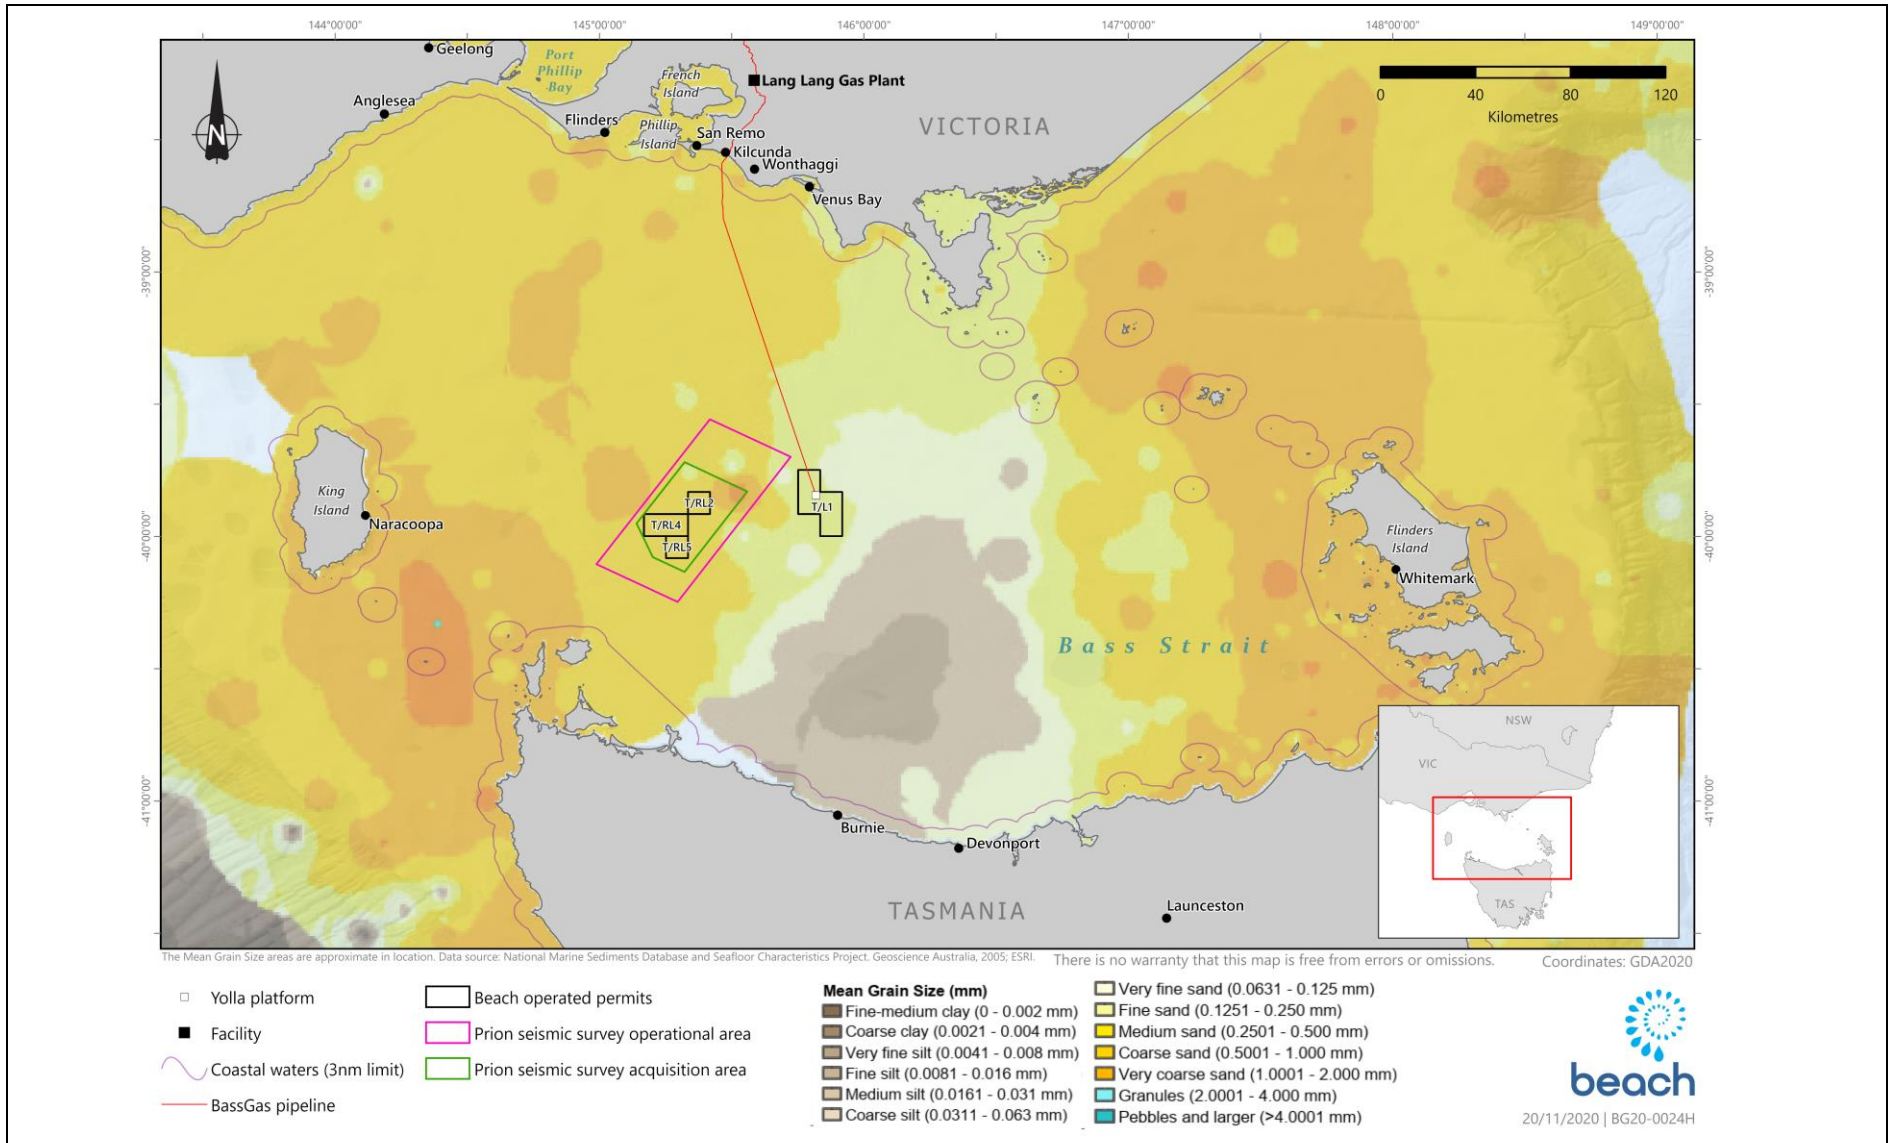 144°00'00" 145°00'00" 146°00'00" 147°00'00" 148°00'00" 149°00'00"
Geelong
Port
Phillip
Bay
French
Island
Lang Lang Gas Plant
0 40 80 120
Kilometres
Anglesea
N
Flinders
Phillip
Island
San Remo
Kilcunda
Wonthaggi
Venus Bay
VICTORIA
-39°00'00" -39°00'00"
King
Island
Naracoopa
T/RL2
T/RL4
T/RL5
T/L1
-40°00'00" -40°00'00"
Flinders
Island
Whitemark
Bass Strait
NSW
VIC
TAS
-41°00'00" -41°00'00"
Burnie
Devonport
TASMANIA
Launceston
The Mean Grain Size areas are approximate in location. Data source: National Marine Sediments Database and Seafloor Characteristics Project. Geoscience Australia, 2005; ESRI.
There is no warranty that this map is free from errors or omissions.
Coordinates: GDA2020
Yolla platform
Facility
Coastal waters (3nm limit)
BassGas pipeline
Beach operated permits
Prion seismic survey operational area
Prion seismic survey acquisition area
Mean Grain Size (mm)
Fine-medium clay (0 - 0.002 mm)
Coarse clay (0.0021 - 0.004 mm)
Very fine silt (0.0041 - 0.008 mm)
Fine silt (0.0081 - 0.016 mm)
Medium silt (0.0161 - 0.031 mm)
Coarse silt (0.0311 - 0.063 mm)
Very fine sand (0.0631 - 0.125 mm)
Fine sand (0.1251 - 0.250 mm)
Medium sand (0.2501 - 0.500 mm)
Coarse sand (0.5001 - 1.000 mm)
Very coarse sand (1.0001 - 2.000 mm)
Granules (2.0001 - 4.000 mm)
Pebbles and larger (>4.0001 mm)
beach
20/11/2020 | BG20-0024H